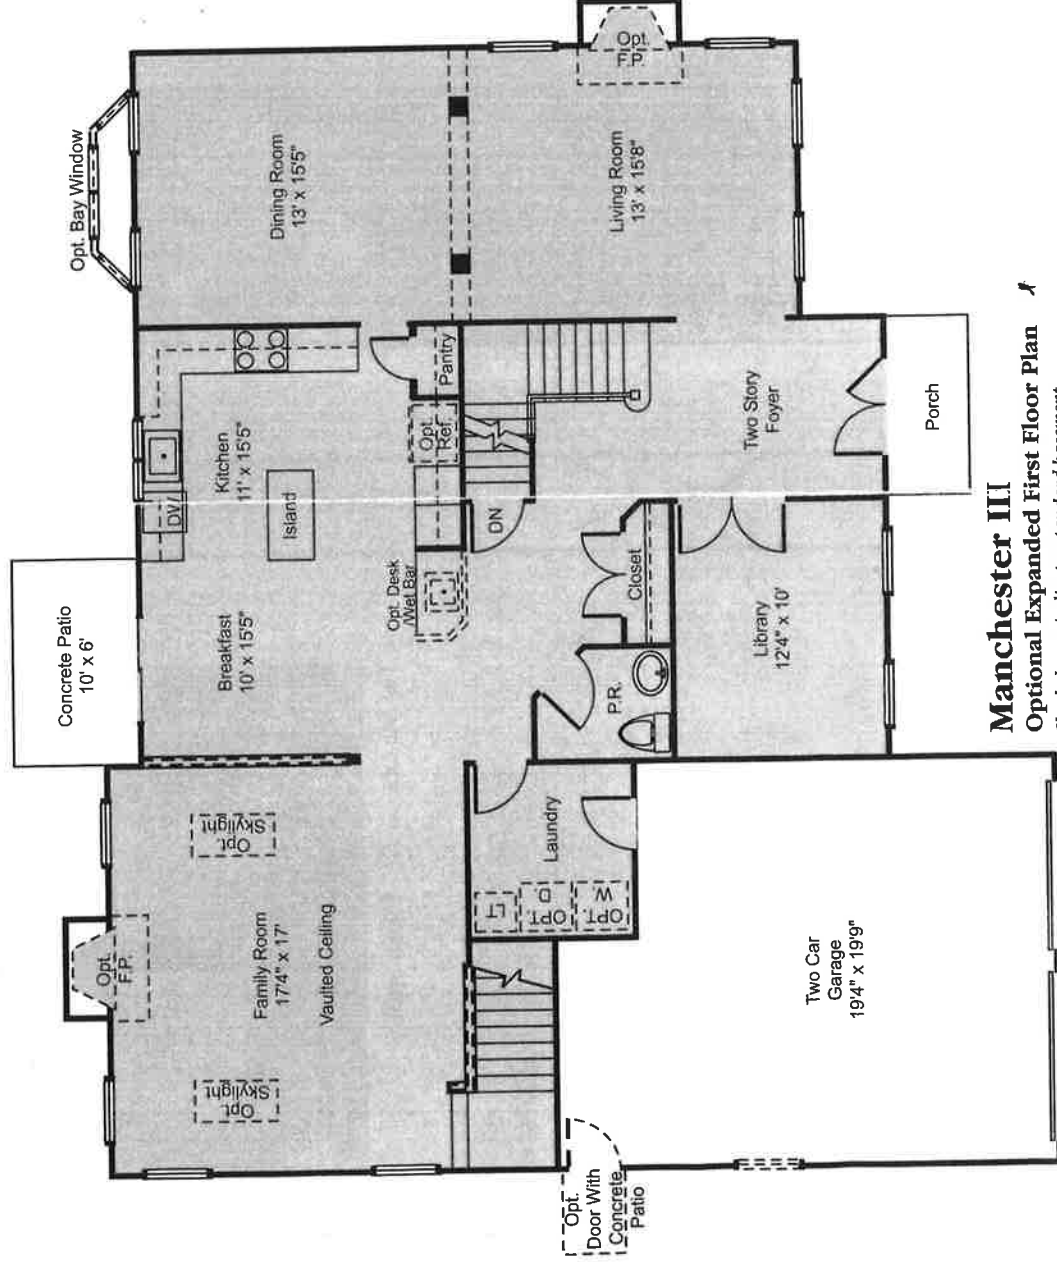 Concrete Patio
10' x 6'
Opt. Bay Window
Opt.
F.P.
Opt.
Skylight
Opt.
Skylight
Family Room
17'4" x 17'
Vaulted Ceiling
Breakfast
10' x 15'5"
Kitchen
11' x 15'5"
DW
Island
Dining Room
13' x 15'5"
Opt. Desk
/Wet Bar
Opt.
Ref.
Pantry
Opt.
F.P.
Living Room
13' x 15'8"
DN
Closet
P.R.
Laundry
LT
OPT.
D.
OPT.
W.
Two Story
Foyer
Library
12'4" x 10'
Porch
Opt.
Door With
Concrete
Patio
Two Car
Garage
19'4" x 19'9"
Manchester III
Optional Expanded First Floor Plan